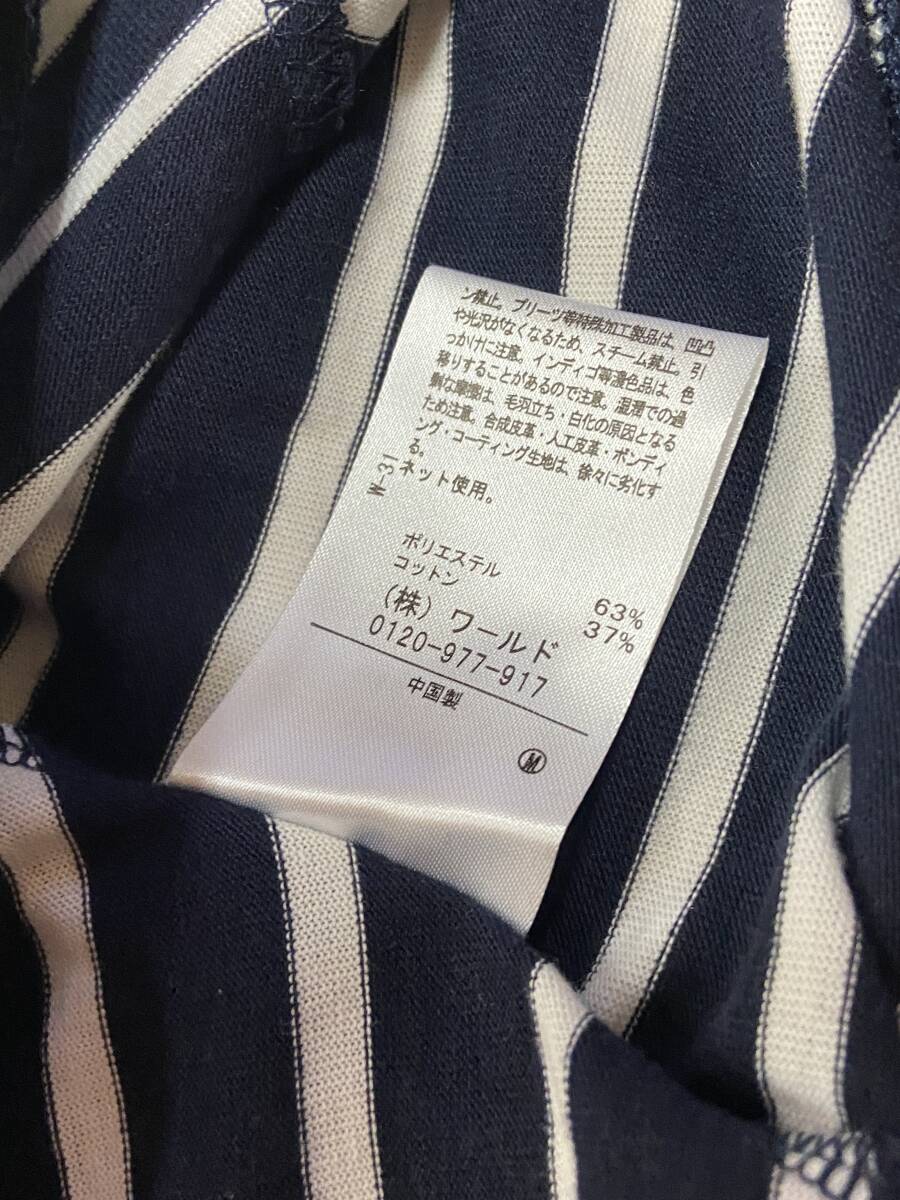 ン禁止。プリーツ等特殊加工製品は、凹凸
や光沢がなくなるため、スチーム禁止。引
っかけに注意。インディゴ等濃色品は、色
移りすることがあるので注意。湿潤での過
剰な摩擦は、毛羽立ち・白化の原因となる
ため注意。合成皮革・人工皮革・ボンディ
ング・コーティング生地は、徐々に劣化す
る。
W-31
ネット使用。
ポリエステル 63%
コットン 37%
(株) ワールド
0120-977-917
中国製
M